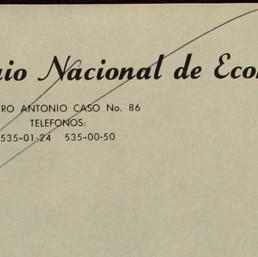 io Nacional de Eco
RO ANTONIO CASO No. 86
TELEFONOS:
535-01-24 535-00-50